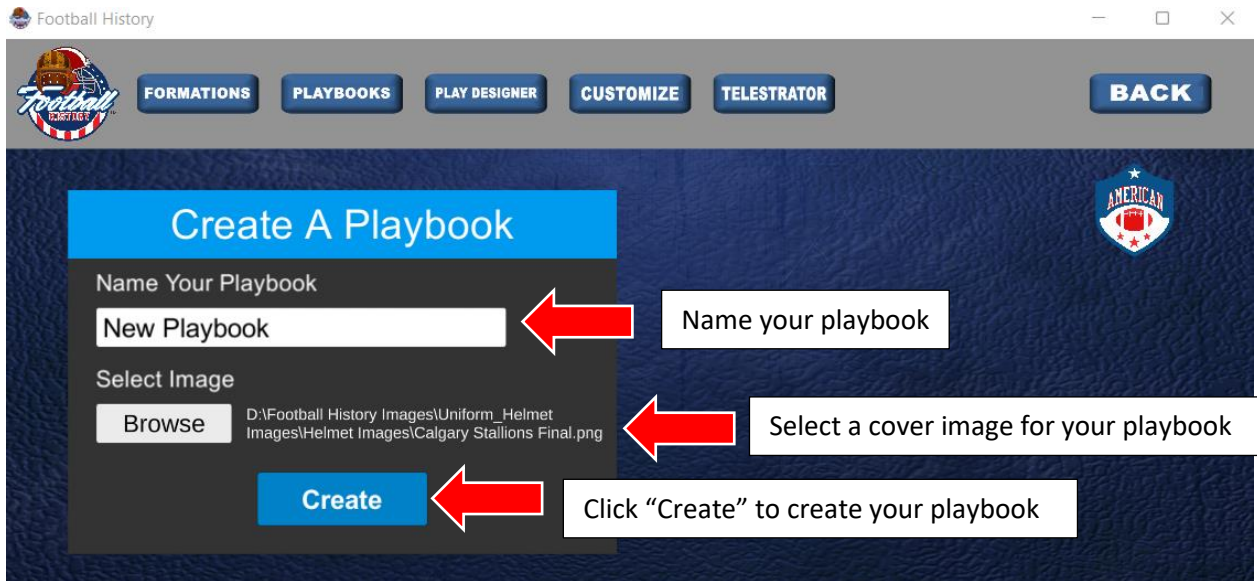 Football History
Football
HISTORY
FORMATIONS
PLAYBOOKS
PLAY DESIGNER
CUSTOMIZE
TELESTRATOR
BACK
AMERICAN
Create A Playbook
Name Your Playbook
New Playbook
Name your playbook
Select Image
Browse
D:\Football History Images\Uniform_Helmet
Images\Helmet Images\Calgary Stallions Final.png
Select a cover image for your playbook
Create
Click “Create” to create your playbook